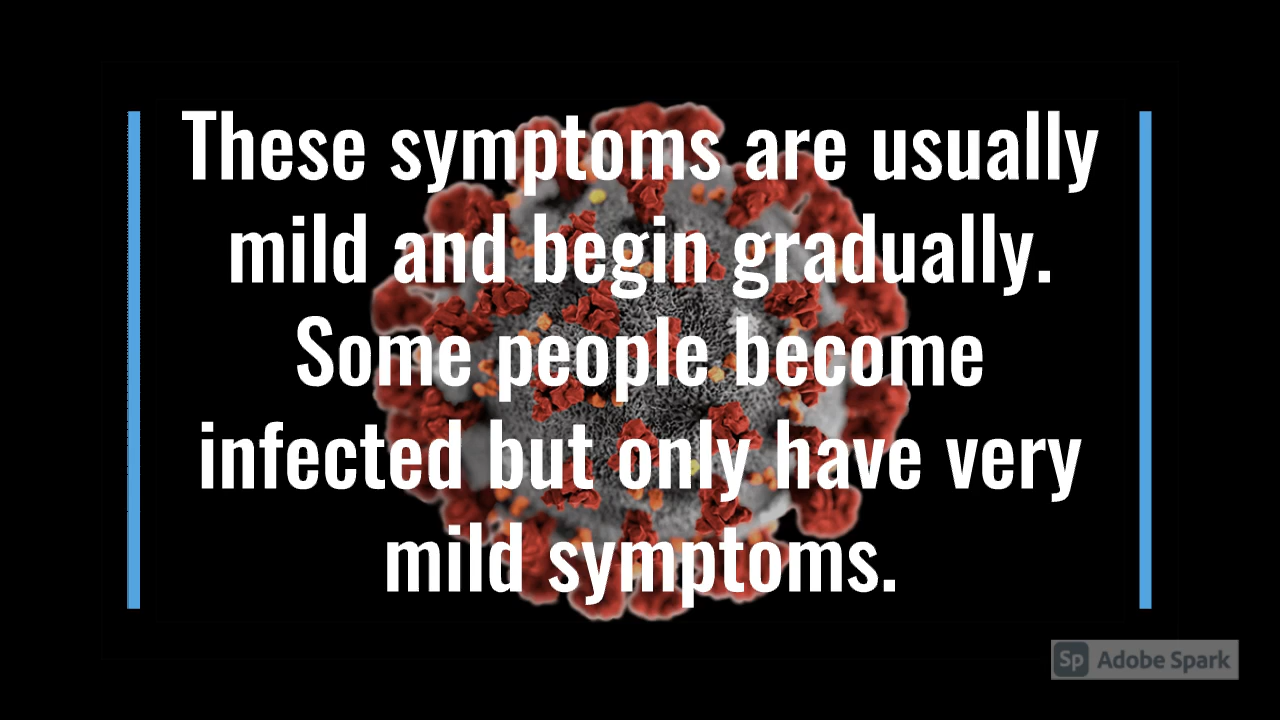 These symptoms are usually
mild and begin gradually.
Some people become
infected but only have very
mild symptoms.
Sp Adobe Spark